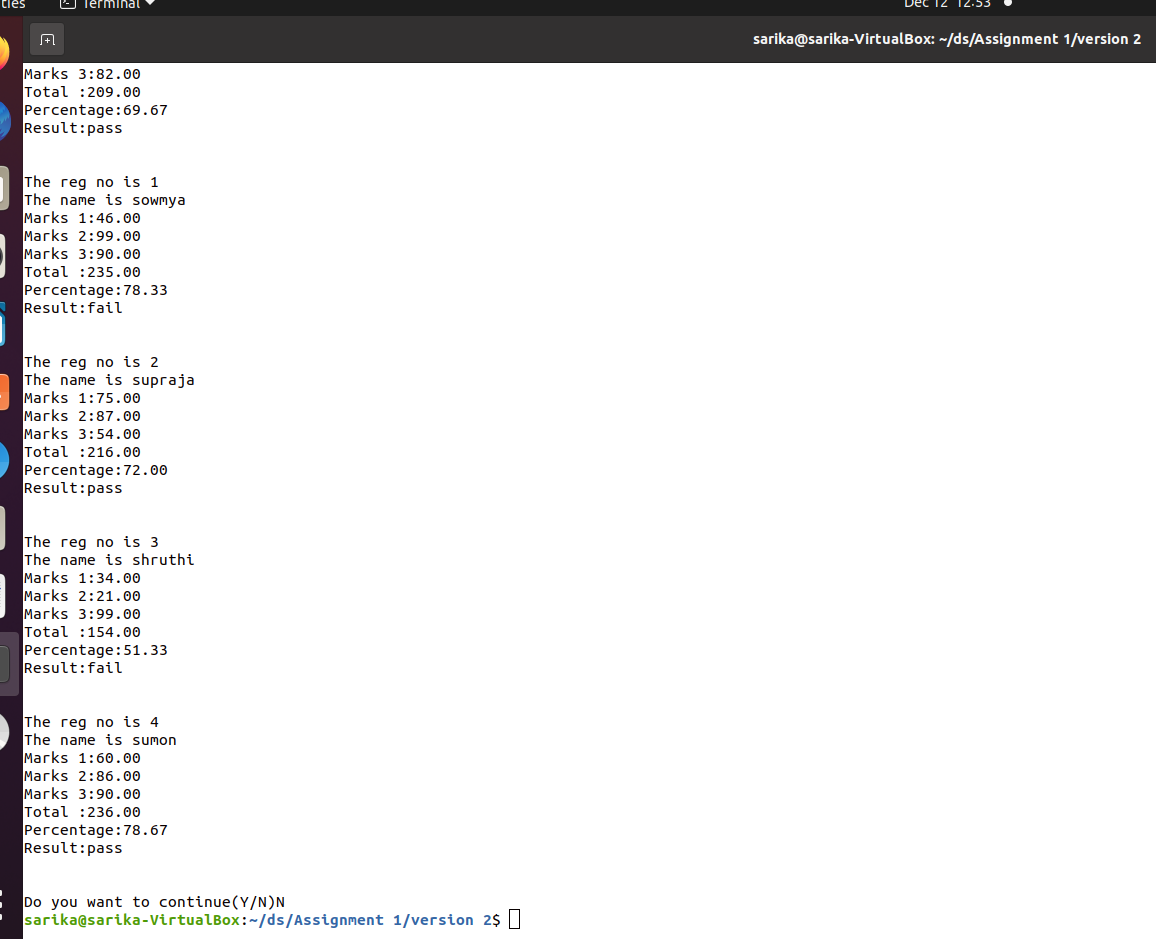 Terminal
Dec 12 12:53
sarika@sarika-VirtualBox: ~/ds/Assignment 1/version 2
Marks 3:82.00
Total :209.00
Percentage:69.67
Result:pass
The reg no is 1
The name is sowmya
Marks 1:46.00
Marks 2:99.00
Marks 3:90.00
Total :235.00
Percentage:78.33
Result:fail
The reg no is 2
The name is supraja
Marks 1:75.00
Marks 2:87.00
Marks 3:54.00
Total :216.00
Percentage:72.00
Result:pass
The reg no is 3
The name is shruthi
Marks 1:34.00
Marks 2:21.00
Marks 3:99.00
Total :154.00
Percentage:51.33
Result:fail
The reg no is 4
The name is sumon
Marks 1:60.00
Marks 2:86.00
Marks 3:90.00
Total :236.00
Percentage:78.67
Result:pass
Do you want to continue(Y/N)N
sarika@sarika-VirtualBox:~/ds/Assignment 1/version 2$